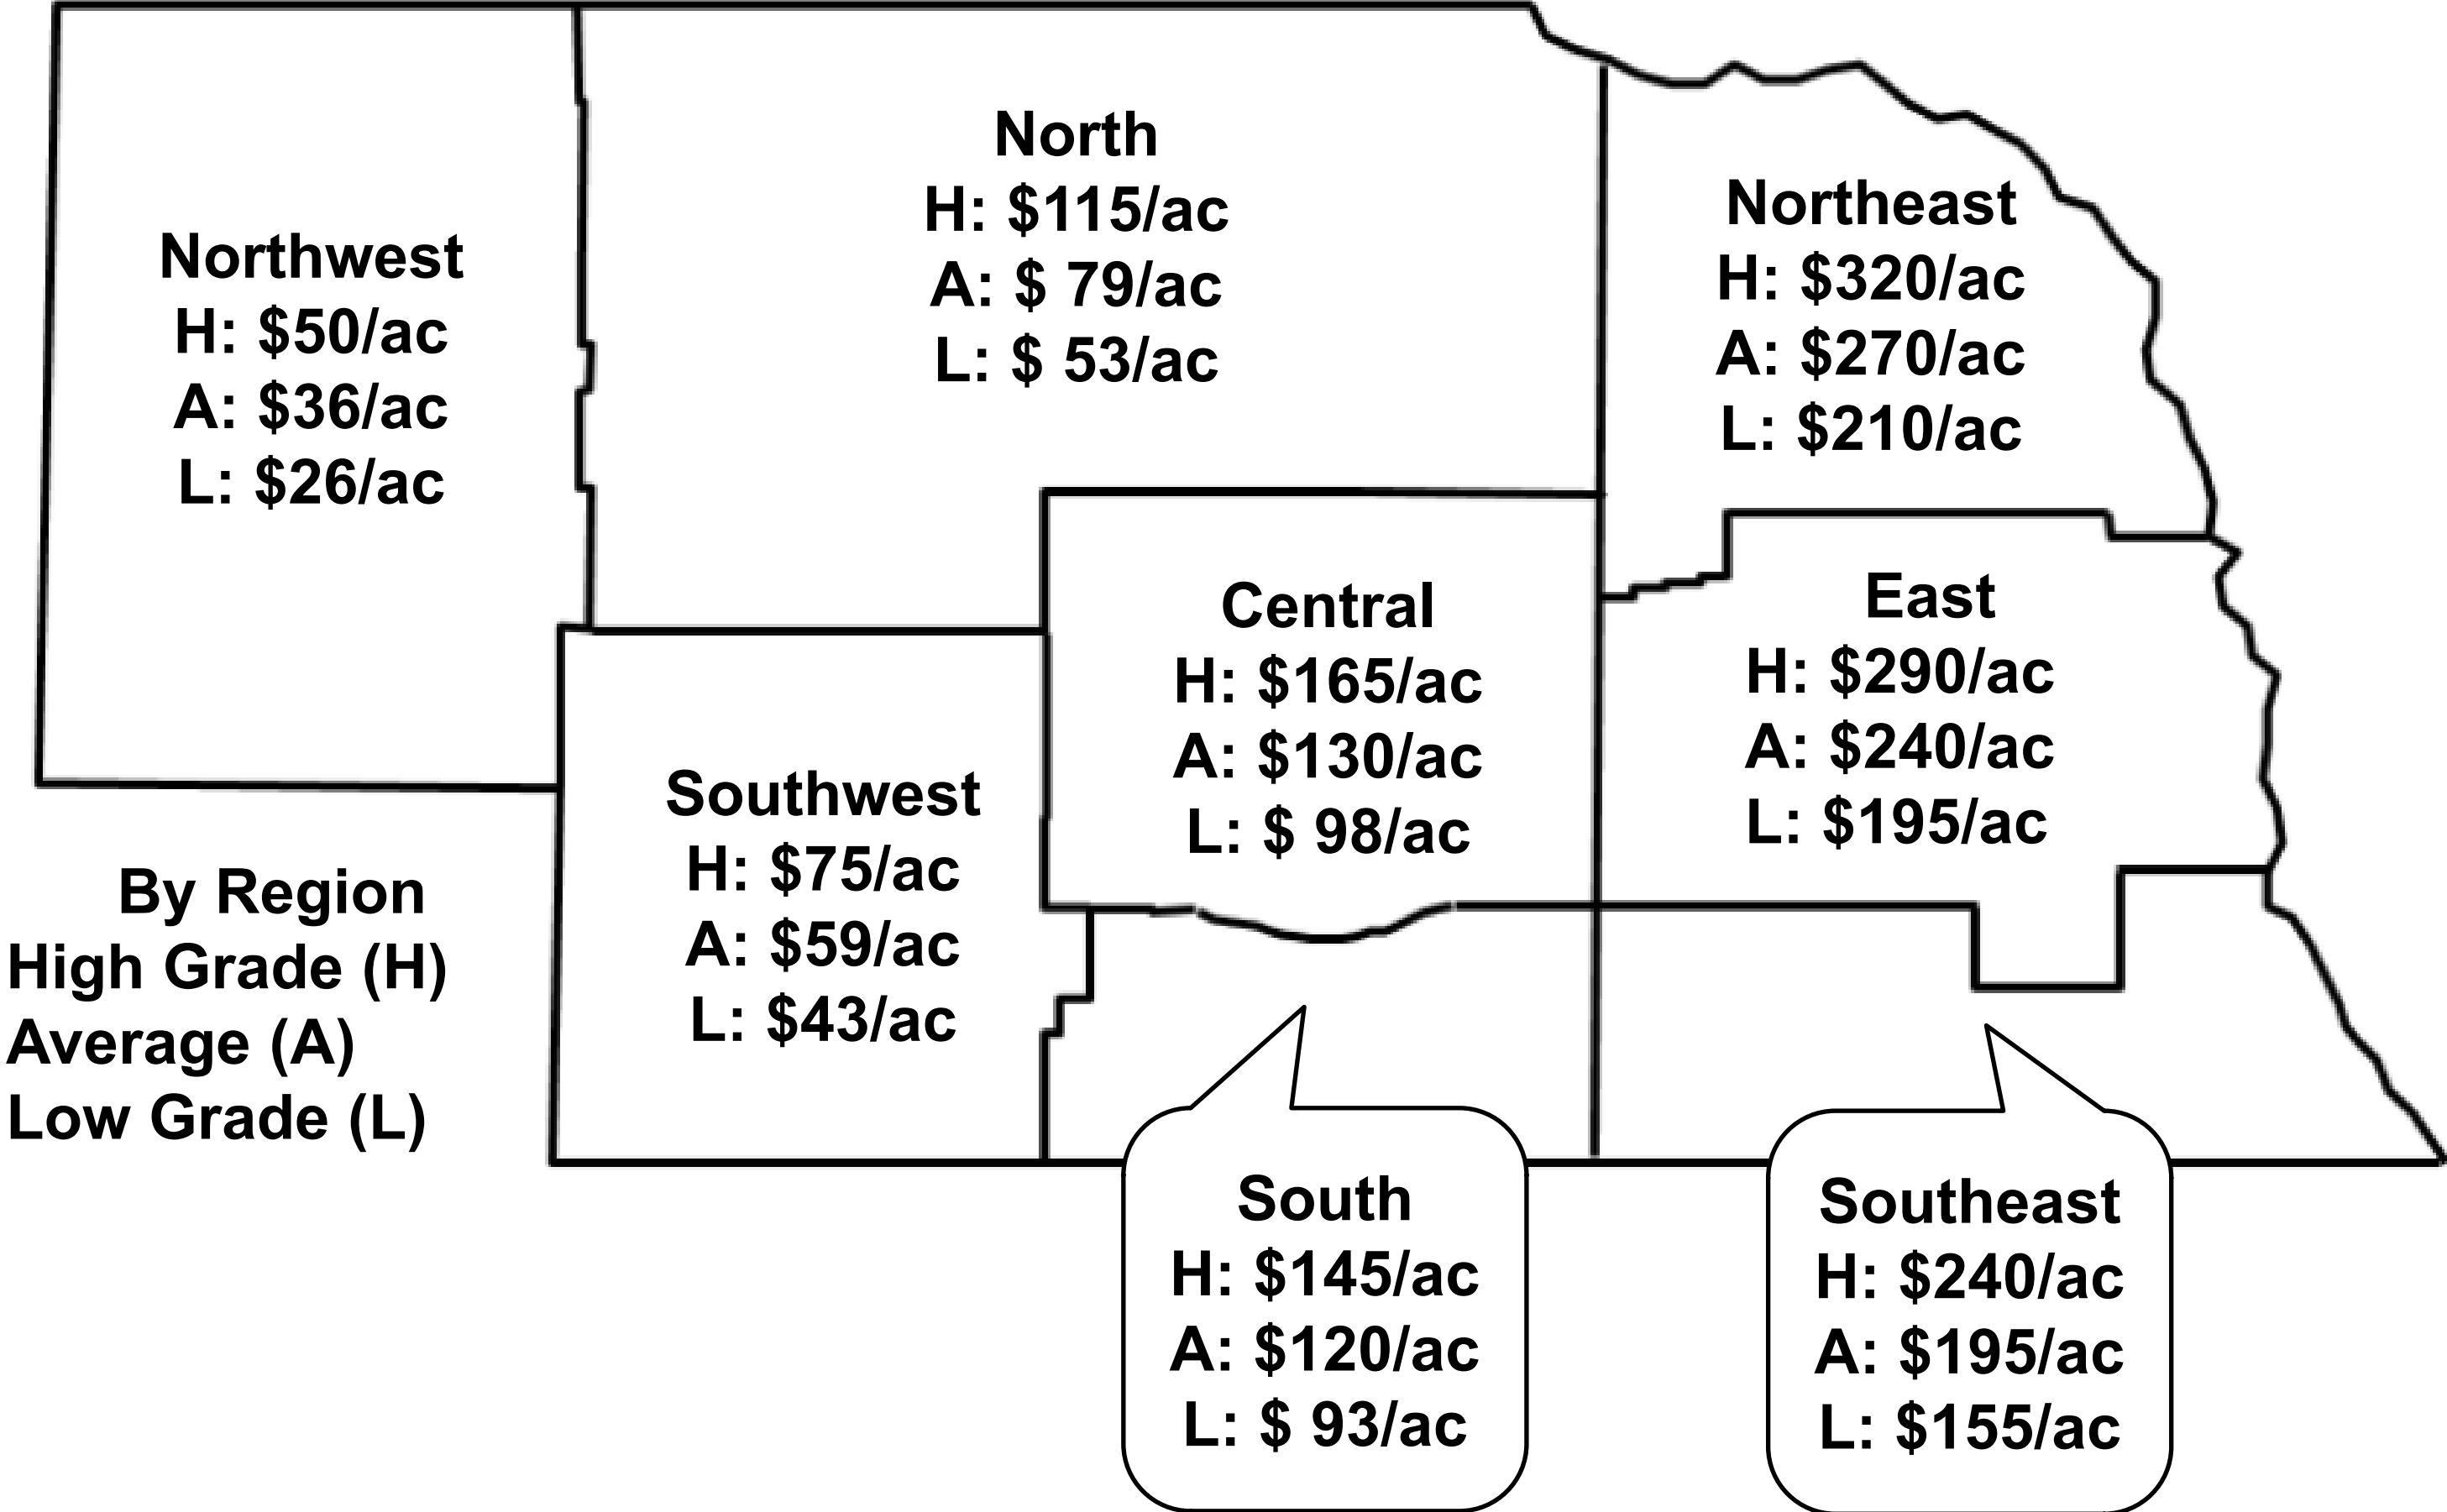 North
H: $115/ac
A: $ 79/ac
L: $ 53/ac
Northwest
H: $50/ac
A: $36/ac
L: $26/ac
Northeast
H: $320/ac
A: $270/ac
L: $210/ac
Central
H: $165/ac
A: $130/ac
L: $ 98/ac
East
H: $290/ac
A: $240/ac
L: $195/ac
Southwest
H: $75/ac
A: $59/ac
L: $43/ac
By Region
High Grade (H)
Average (A)
Low Grade (L)
South
H: $145/ac
A: $120/ac
L: $ 93/ac
Southeast
H: $240/ac
A: $195/ac
L: $155/ac